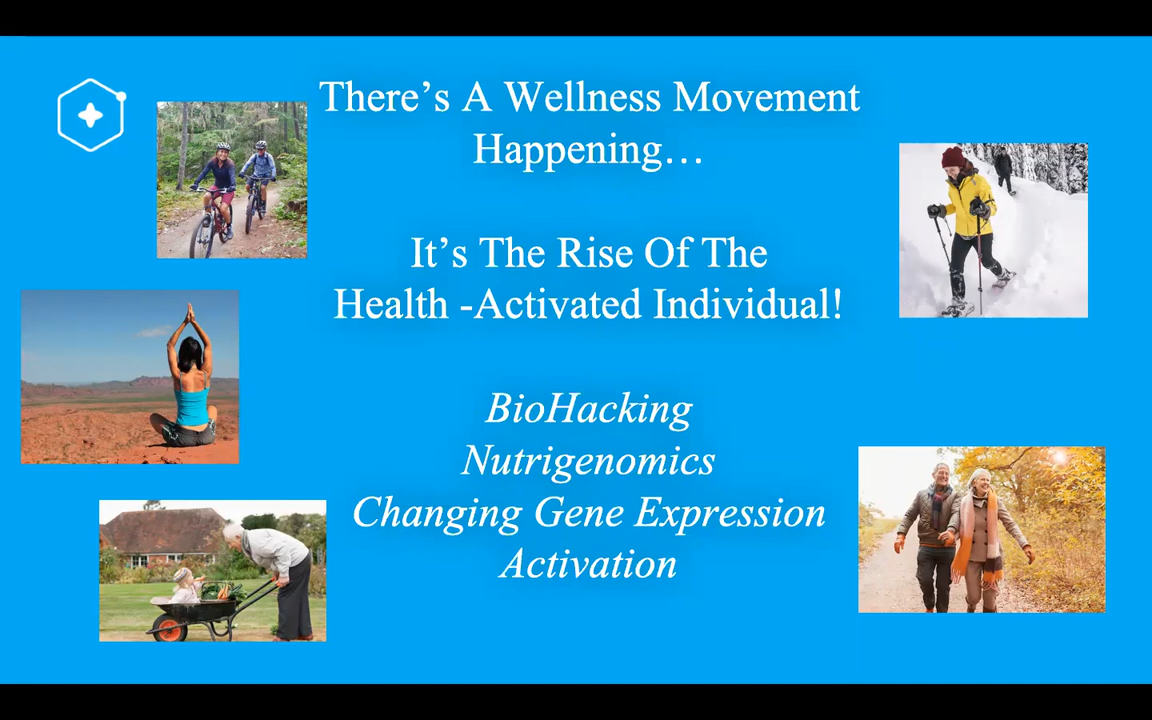 There’s A Wellness Movement
Happening…
It’s The Rise Of The
Health -Activated Individual!
BioHacking
Nutrigenomics
Changing Gene Expression
Activation